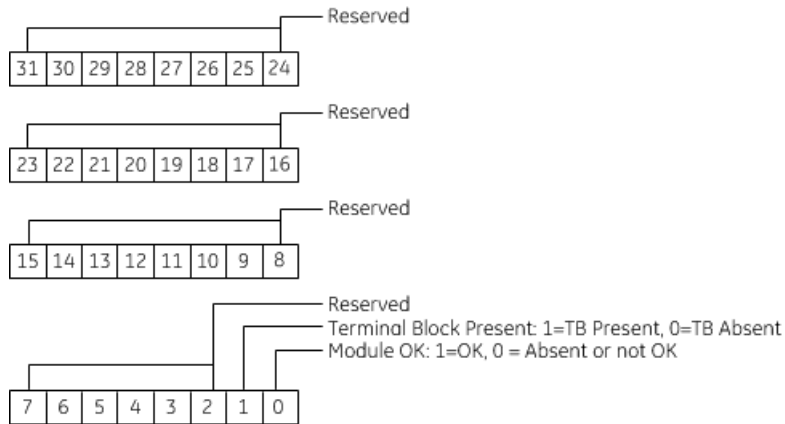 Reserved
31 30 29 28 27 26 25 24
Reserved
23 22 21 20 19 18 17 16
Reserved
15 14 13 12 11 10 9 8
Reserved
Terminal Block Present: 1=TB Present, 0=TB Absent
Module OK: 1=OK, 0 = Absent or not OK
7 6 5 4 3 2 1 0